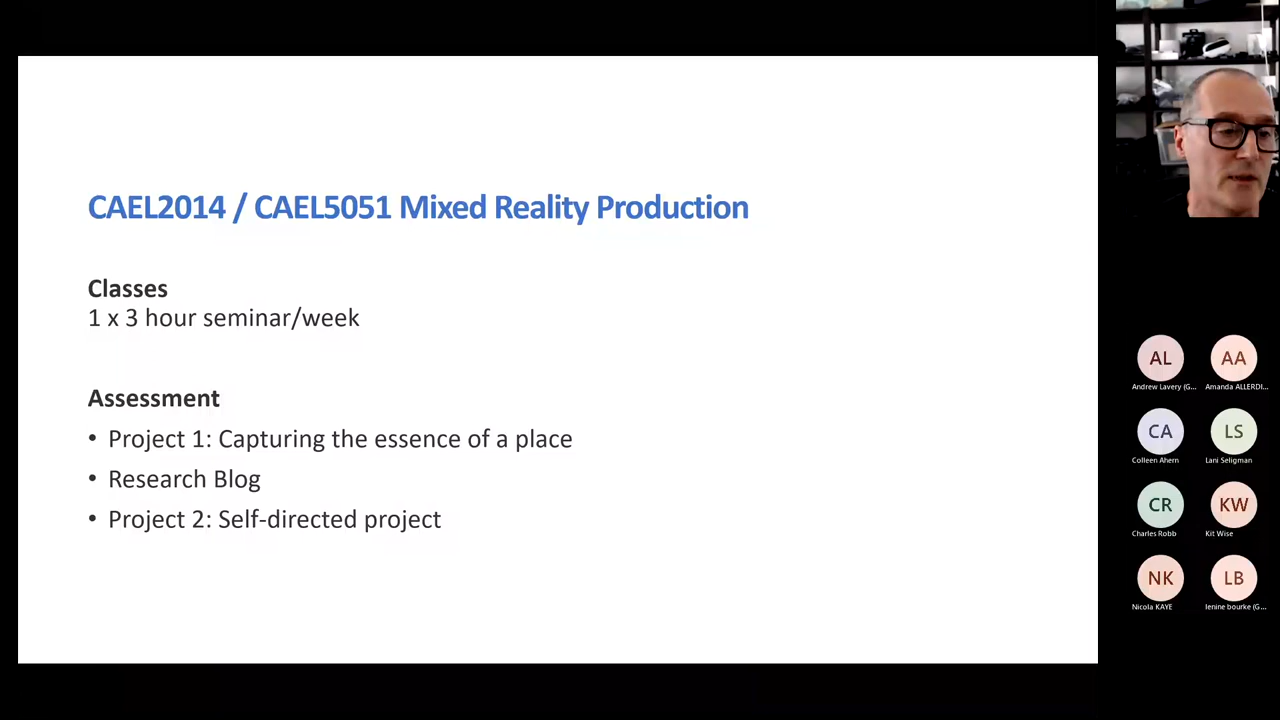 CAEL2014 / CAEL5051 Mixed Reality Production
Classes
1 x 3 hour seminar/week
Assessment
• Project 1: Capturing the essence of a place
• Research Blog
• Project 2: Self-directed project
AL
AA
Andrew Lavery (G...
Amanda ALLERDI...
CA
LS
Colleen Ahern
Lani Seligman
CR
KW
Charles Robb
Kit Wise
NK
LB
Nicola KAYE
lenine bourke (G...